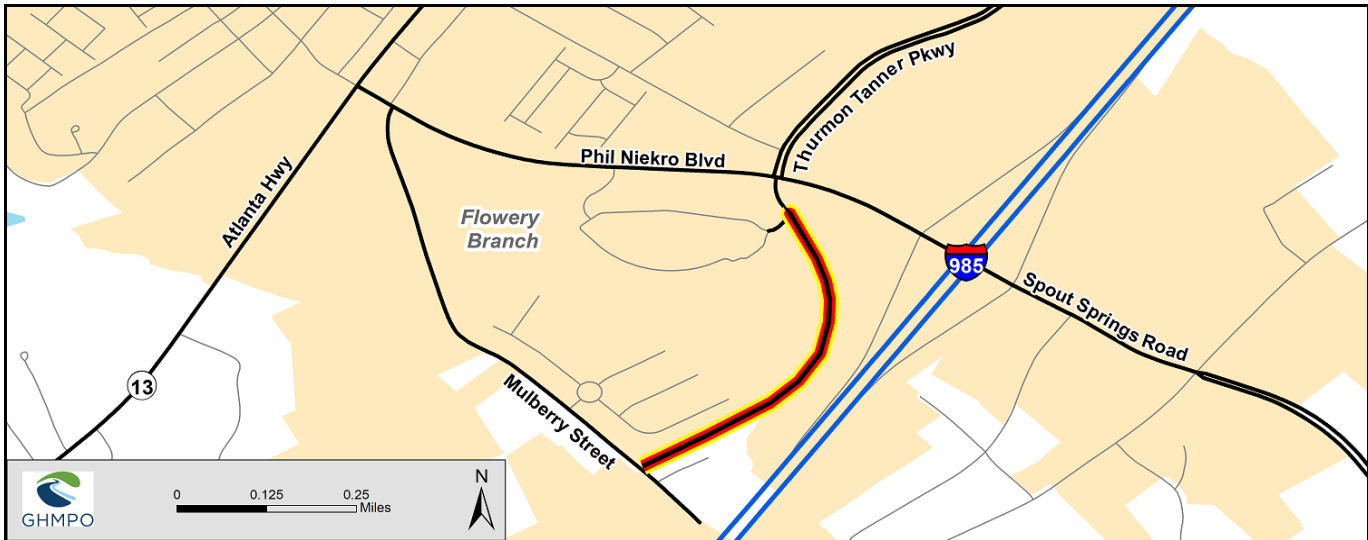 Thurmon Tanner Pkwy
Phil Niekro Blvd
Atlanta Hwy
Flowery
Branch
985
Spout Springs Road
13
Mulberry Street
GHMPO
0 0.125 0.25
Miles
N